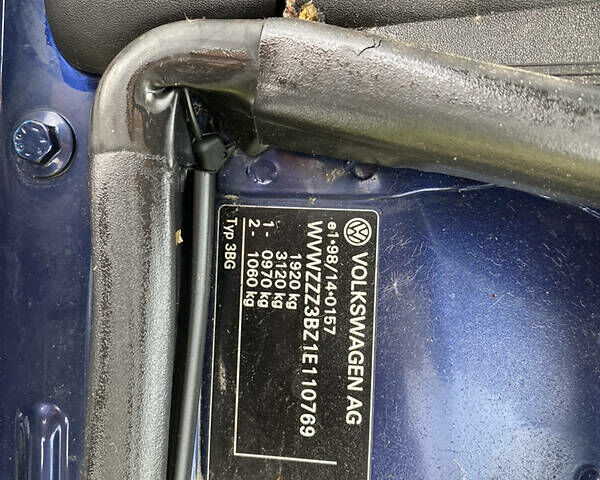 VOLKSWAGEN AG
e1*98/14*0157
WVWZZZ3BZ1E110769
1920 kg
3120 kg
1- 0970 kg
2- 1060 kg
Typ 3BG